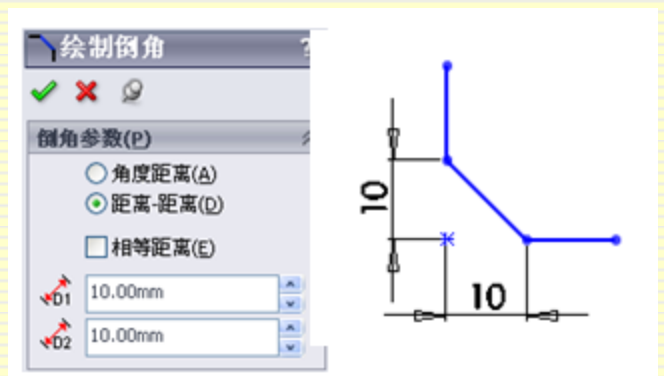 绘制倒角 ?
倒角参数(P)
角度距离(A)
距离-距离(D)
相等距离(E)
D1 10.00mm
D2 10.00mm
10
10